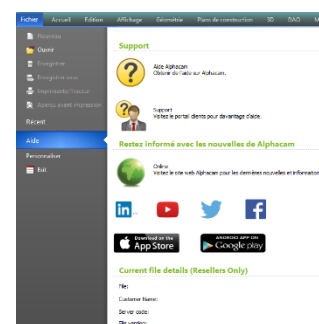 Fichier Accueil Edition Affichage Géométrie Plans de construction 3D DAO
Nouveau
Ouvrir
Enregistrer
Enregistrer sous
Imprimante/Traceur
Aperçu avant impression
Récent
Aide
Personnaliser
Exit
Support
Aide Alphacam
Obtenir de l'aide sur Alphacam.
Support
Visitez le portail clients pour davantage d'aide.
Restez informé avec les nouvelles de Alphacam
Online
Visitez le site web Alphacam pour les dernières nouvelles et information
in
Download on the
App Store
ANDROID APP ON
Google play
Current file details (Resellers Only)
File:
Customer Name:
Server code:
File version: